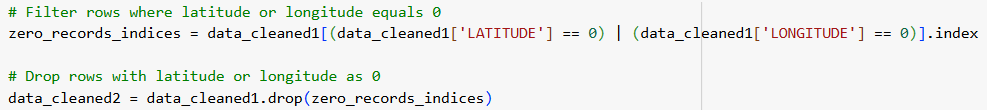 # Filter rows where latitude or longitude equals 0
zero_records_indices = data_cleaned1[(data_cleaned1['LATITUDE'] == 0) | (data_cleaned1['LONGITUDE'] == 0)].index
# Drop rows with latitude or longitude as 0
data_cleaned2 = data_cleaned1.drop(zero_records_indices)